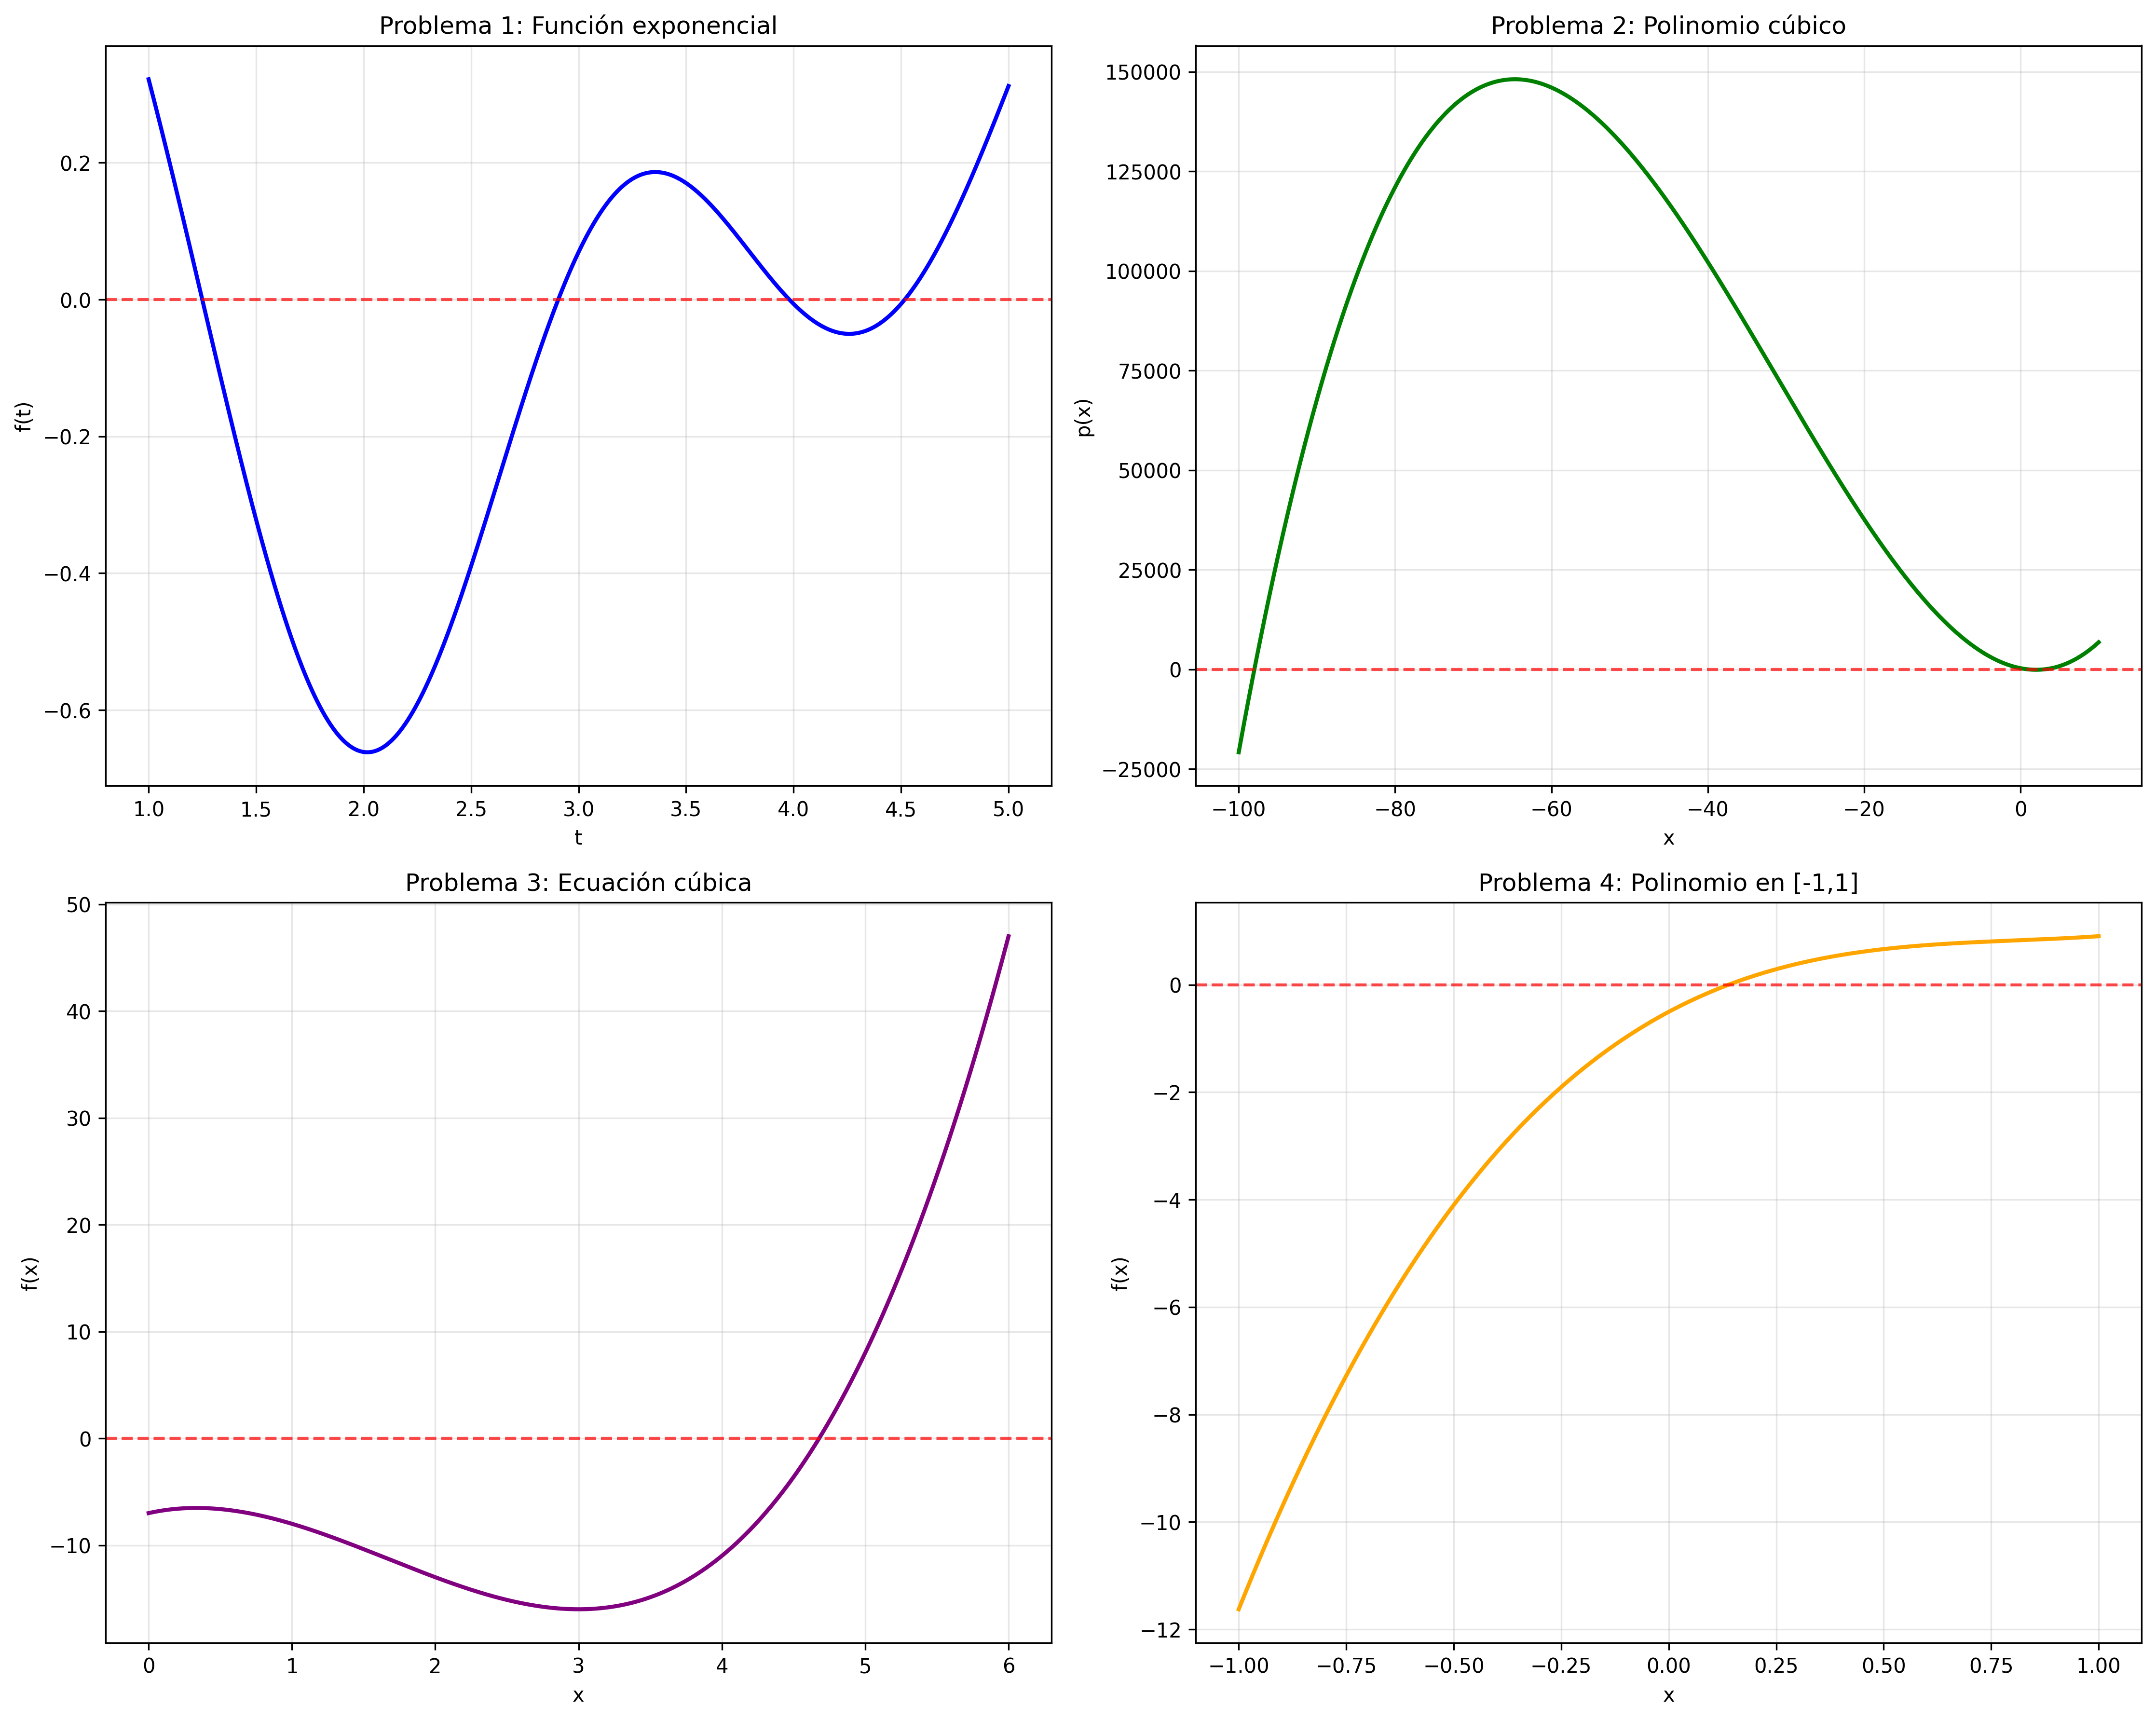 Problema 1: Función exponencial
0.2
0.0
−0.2
−0.4
−0.6
f(t)
1.0 1.5 2.0 2.5 3.0 3.5 4.0 4.5 5.0
t
Problema 2: Polinomio cúbico
150000
125000
100000
75000
50000
25000
0
−25000
p(x)
−100 −80 −60 −40 −20 0
x
Problema 3: Ecuación cúbica
50
40
30
20
10
0
−10
f(x)
0 1 2 3 4 5 6
x
Problema 4: Polinomio en [-1,1]
0
−2
−4
−6
−8
−10
−12
f(x)
−1.00 −0.75 −0.50 −0.25 0.00 0.25 0.50 0.75 1.00
x